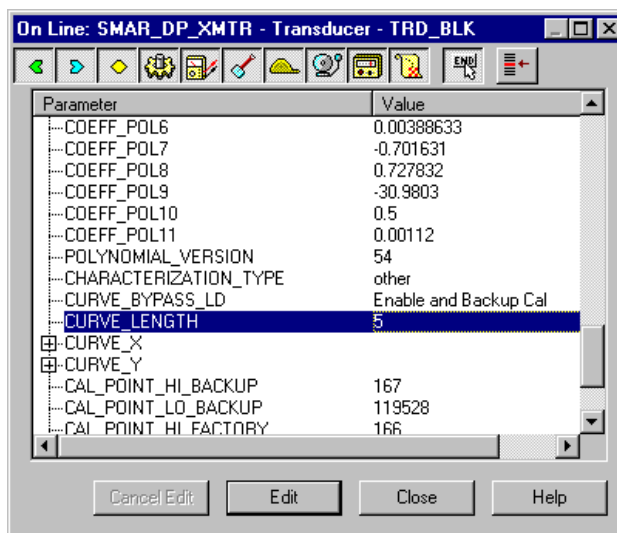 On Line: SMAR_DP_XMTR - Transducer - TRD_BLK
END
Parameter Value
COEFF_POL6 0.00388633
COEFF_POL7 -0.701631
COEFF_POL8 0.727832
COEFF_POL9 -30.9803
COEFF_POL10 0.5
COEFF_POL11 0.00112
POLYNOMIAL_VERSION 54
CHARACTERIZATION_TYPE other
CURVE_BYPASS_LD Enable and Backup Cal
CURVE_LENGTH 5
CURVE_X
CURVE_Y
CAL_POINT_HI_BACKUP 167
CAL_POINT_LO_BACKUP 119528
CAL_POINT_HI_FACTORY 166
Cancel Edit Edit Close Help